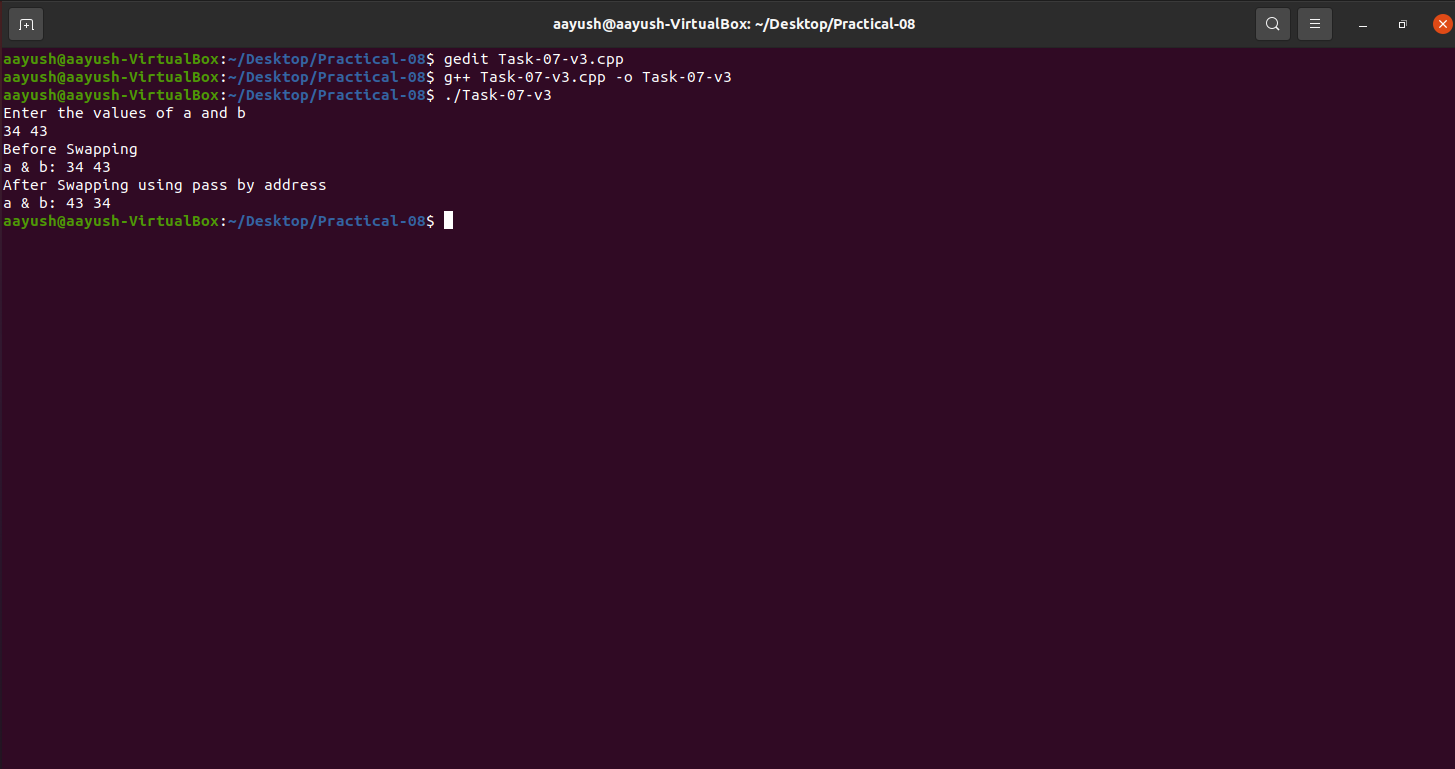 aayush@aayush-VirtualBox: ~/Desktop/Practical-08
aayush@aayush-VirtualBox:~/Desktop/Practical-08$ gedit Task-07-v3.cpp
aayush@aayush-VirtualBox:~/Desktop/Practical-08$ g++ Task-07-v3.cpp -o Task-07-v3
aayush@aayush-VirtualBox:~/Desktop/Practical-08$ ./Task-07-v3
Enter the values of a and b
34 43
Before Swapping
a & b: 34 43
After Swapping using pass by address
a & b: 43 34
aayush@aayush-VirtualBox:~/Desktop/Practical-08$